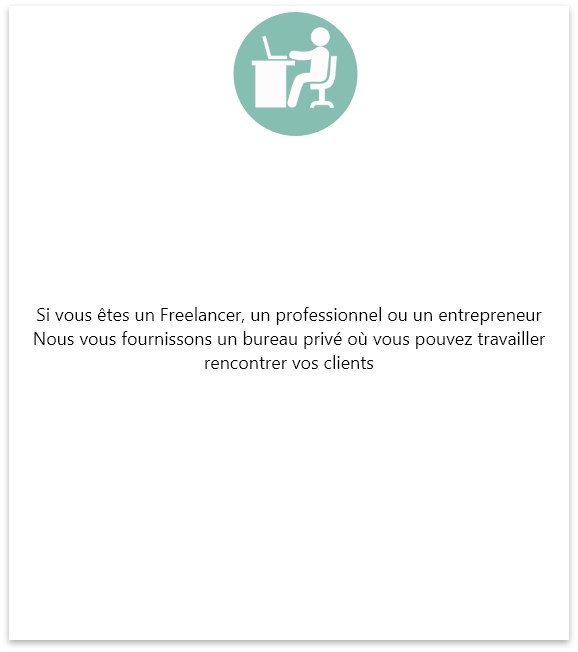 Si vous êtes un Freelancer, un professionnel ou un entrepreneur
Nous vous fournissons un bureau privé où vous pouvez travailler
rencontrer vos clients